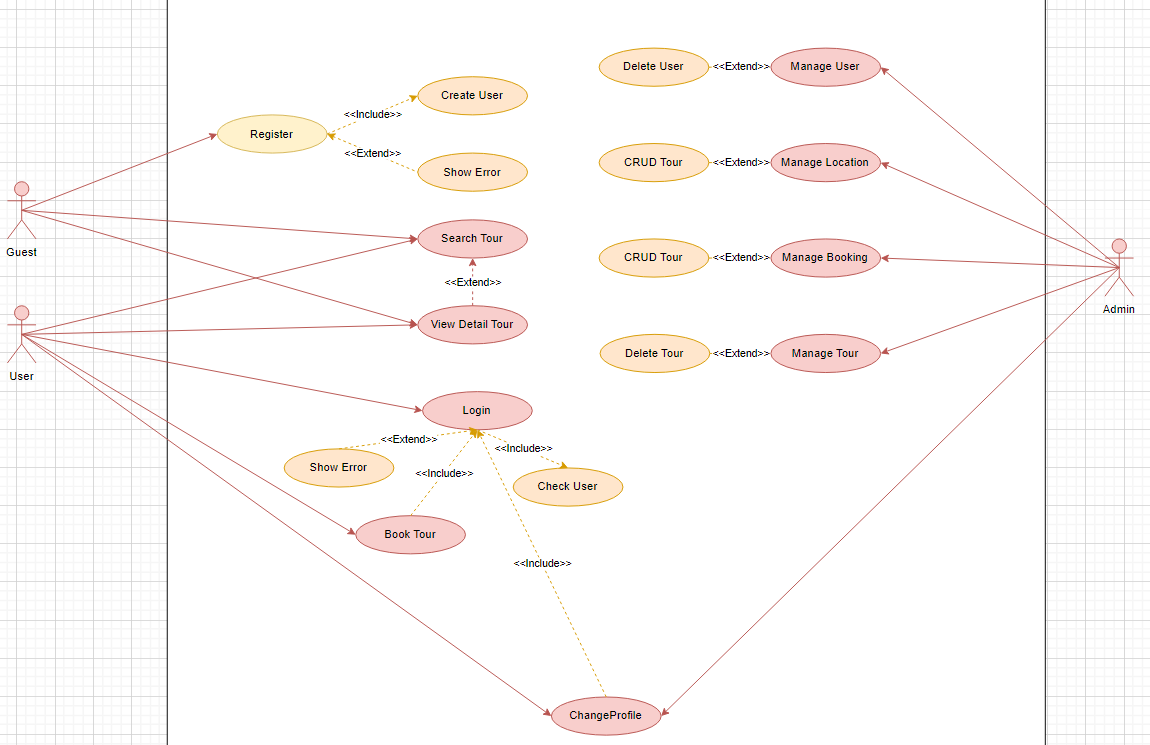 Delete User
<<Extend>>
Manage User
Create User
<<Include>>
Register
<<Extend>>
Show Error
CRUD Tour
<<Extend>>
Manage Location
Guest
Search Tour
<<Extend>>
View Detail Tour
CRUD Tour
<<Extend>>
Manage Booking
Admin
User
Delete Tour
<<Extend>>
Manage Tour
Login
<<Extend>>
<<Include>>
Show Error
<<Include>>
Check User
Book Tour
<<Include>>
ChangeProfile